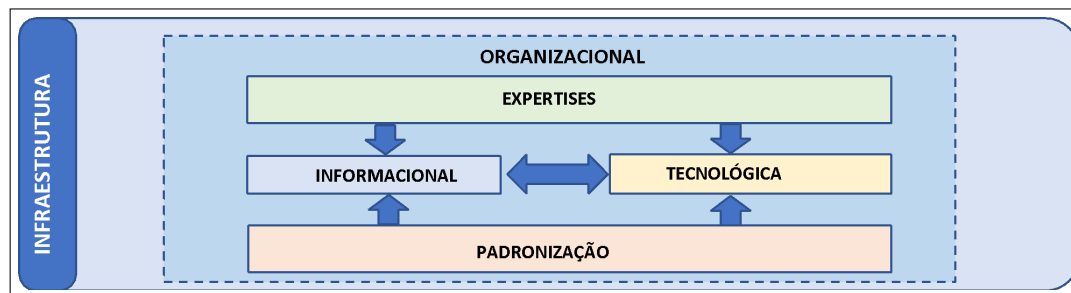 INFRAESTRUTURA
ORGANIZACIONAL
EXPERTISES
INFORMACIONAL
TECNOLÓGICA
PADRONIZAÇÃO